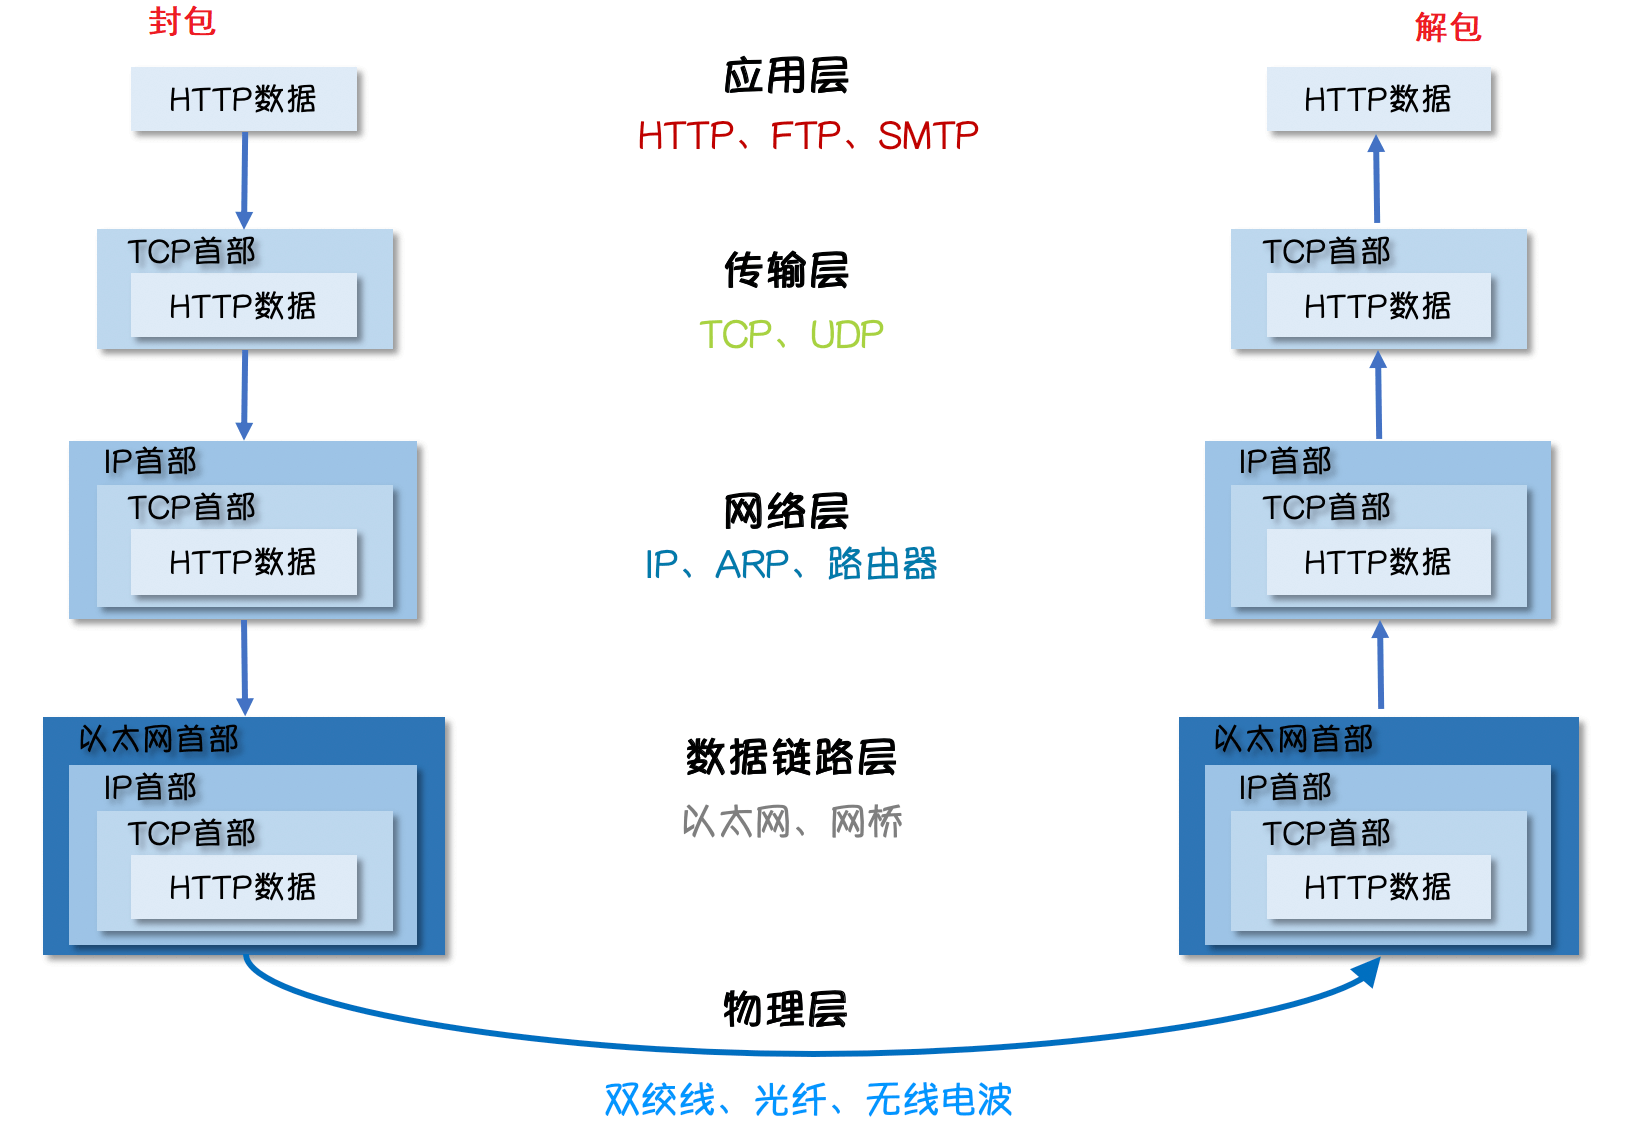 封包
解包
HTTP数据
应用层
HTTP、FTP、SMTP
HTTP数据
TCP首部
HTTP数据
传输层
TCP、UDP
TCP首部
HTTP数据
IP首部
TCP首部
HTTP数据
网络层
IP、ARP、路由器
IP首部
TCP首部
HTTP数据
以太网首部
IP首部
TCP首部
HTTP数据
数据链路层
以太网、网桥
以太网首部
IP首部
TCP首部
HTTP数据
物理层
双绞线、光纤、无线电波